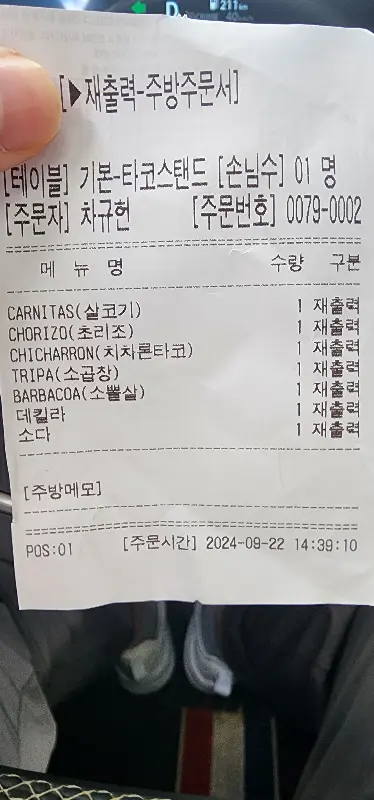 D 211km
[▶재출력-주방주문서]
[테이블] 기본-타코스탠드 [손님수] 01 명
[주문자] 차규헌 [주문번호] 0079-0002
메 뉴 명 수량 구분
CARNITAS(살코기) 1 재출력
CHORIZO(초리조) 1 재출력
CHICHARRON(치차론타코) 1 재출력
TRIPA(소곱창) 1 재출력
BARBACOA(소뽈살) 1 재출력
데킬라 1 재출력
소다 1 재출력
[주방메모]
POS:01 [주문시간] 2024-09-22 14:39:10